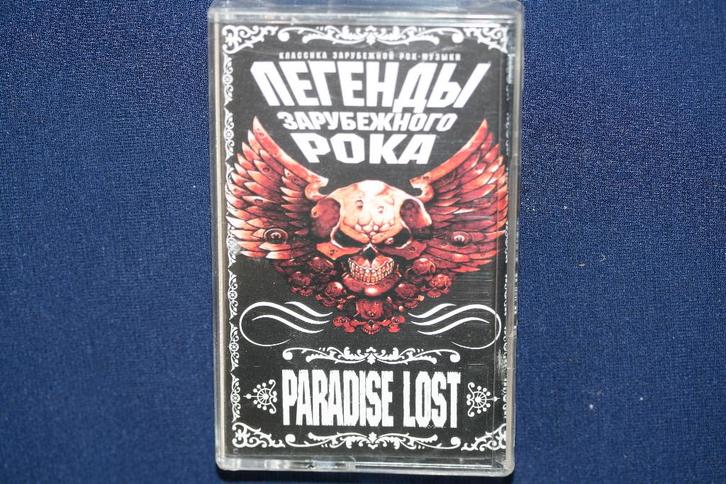 КЛАССИКА ЗАРУБЕЖНОЙ РОК-МУЗЫКИ
ЛЕГЕНДЫ
ЗАРУБЕЖНОГО
РОКА
PARADISE LOST